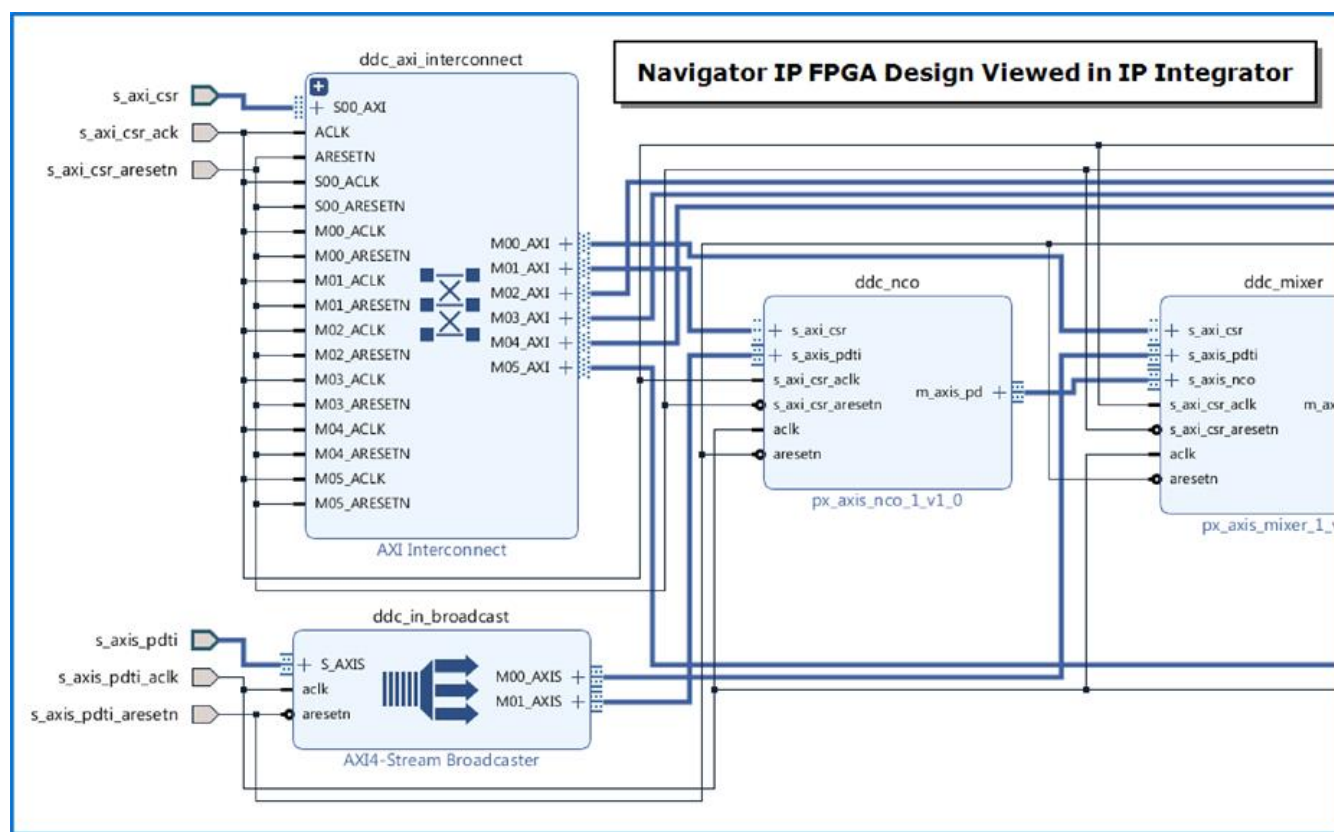 Navigator IP FPGA Design Viewed in IP Integrator
ddc_axi_interconnect
s_axi_csr
s_axi_csr_ack
s_axi_csr_aresetn
S00_AXI
ACLK
ARESETN
S00_ACLK
S00_ARESETN
M00_ACLK
M00_ARESETN
M01_ACLK
M01_ARESETN
M02_ACLK
M02_ARESETN
M03_ACLK
M03_ARESETN
M04_ACLK
M04_ARESETN
M05_ACLK
M05_ARESETN
M00_AXI
M01_AXI
M02_AXI
M03_AXI
M04_AXI
M05_AXI
AXI Interconnect
ddc_nco
s_axi_csr
s_axis_pdti
s_axi_csr_aclk
s_axi_csr_aresetn
aclk
aresetn
m_axis_pd
px_axis_nco_1_v1_0
ddc_mixer
s_axi_csr
s_axis_pdti
s_axis_nco
s_axi_csr_aclk
s_axi_csr_aresetn
aclk
aresetn
m_ax
px_axis_mixer_1_v
ddc_in_broadcast
s_axis_pdti
s_axis_pdti_aclk
s_axis_pdti_aresetn
S_AXIS
aclk
aresetn
M00_AXIS
M01_AXIS
AXI4-Stream Broadcaster